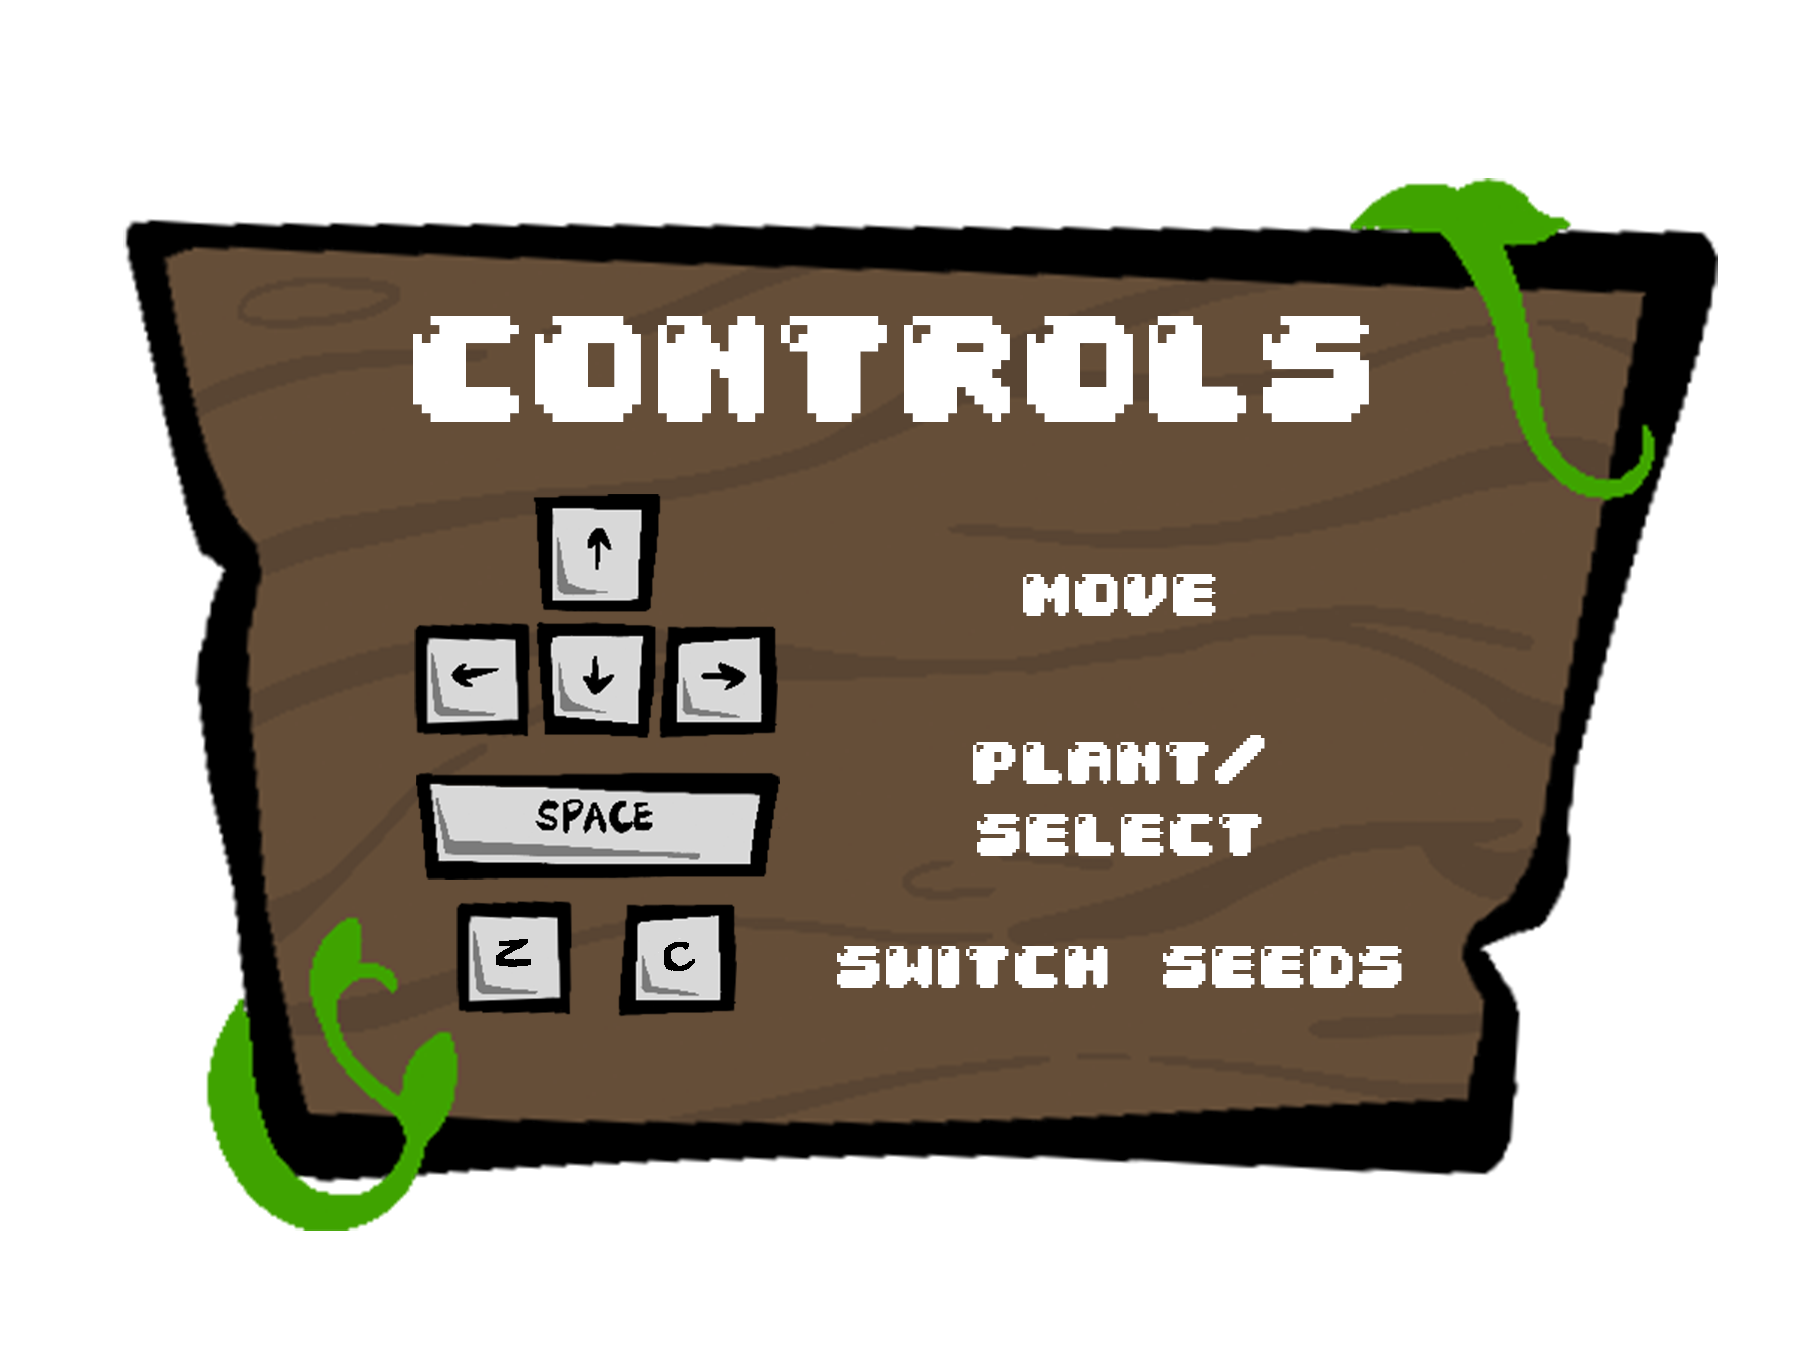 CONTROLS
↑
MOVE
← ↓ →
PLANT/
SPACE
SELECT
Z C SWITCH SEEDS